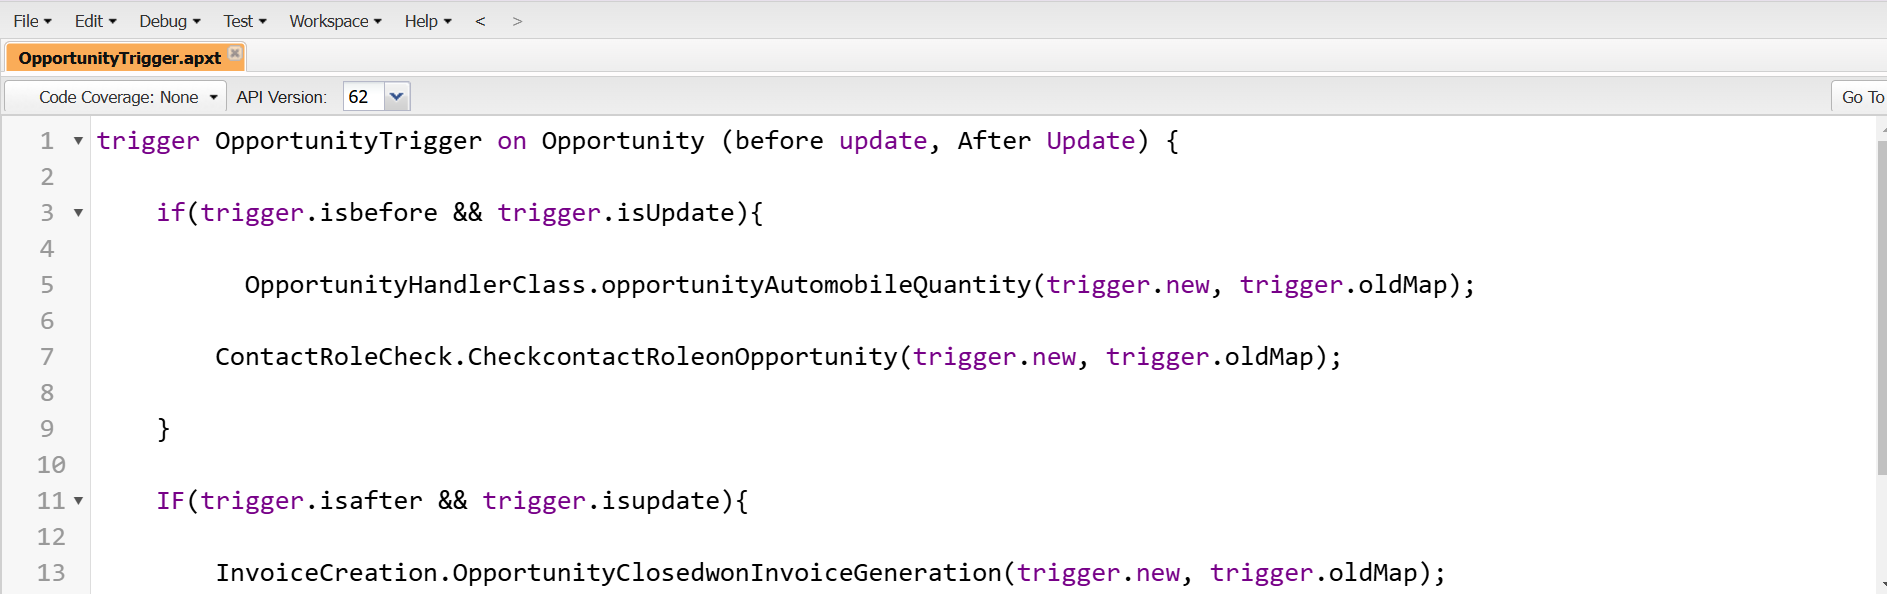 File Edit Debug Test Workspace Help < >
OpportunityTrigger.apxt
Code Coverage: None API Version: 62 Go To
1 trigger OpportunityTrigger on Opportunity (before update, After Update) {
2
3 if(trigger.isbefore && trigger.isUpdate){
4
5 OpportunityHandlerClass.opportunityAutomobileQuantity(trigger.new, trigger.oldMap);
6
7 ContactRoleCheck.CheckcontactRoleonOpportunity(trigger.new, trigger.oldMap);
8
9 }
10
11 IF(trigger.isafter && trigger.isupdate){
12
13 InvoiceCreation.OpportunityClosedwonInvoiceGeneration(trigger.new, trigger.oldMap);